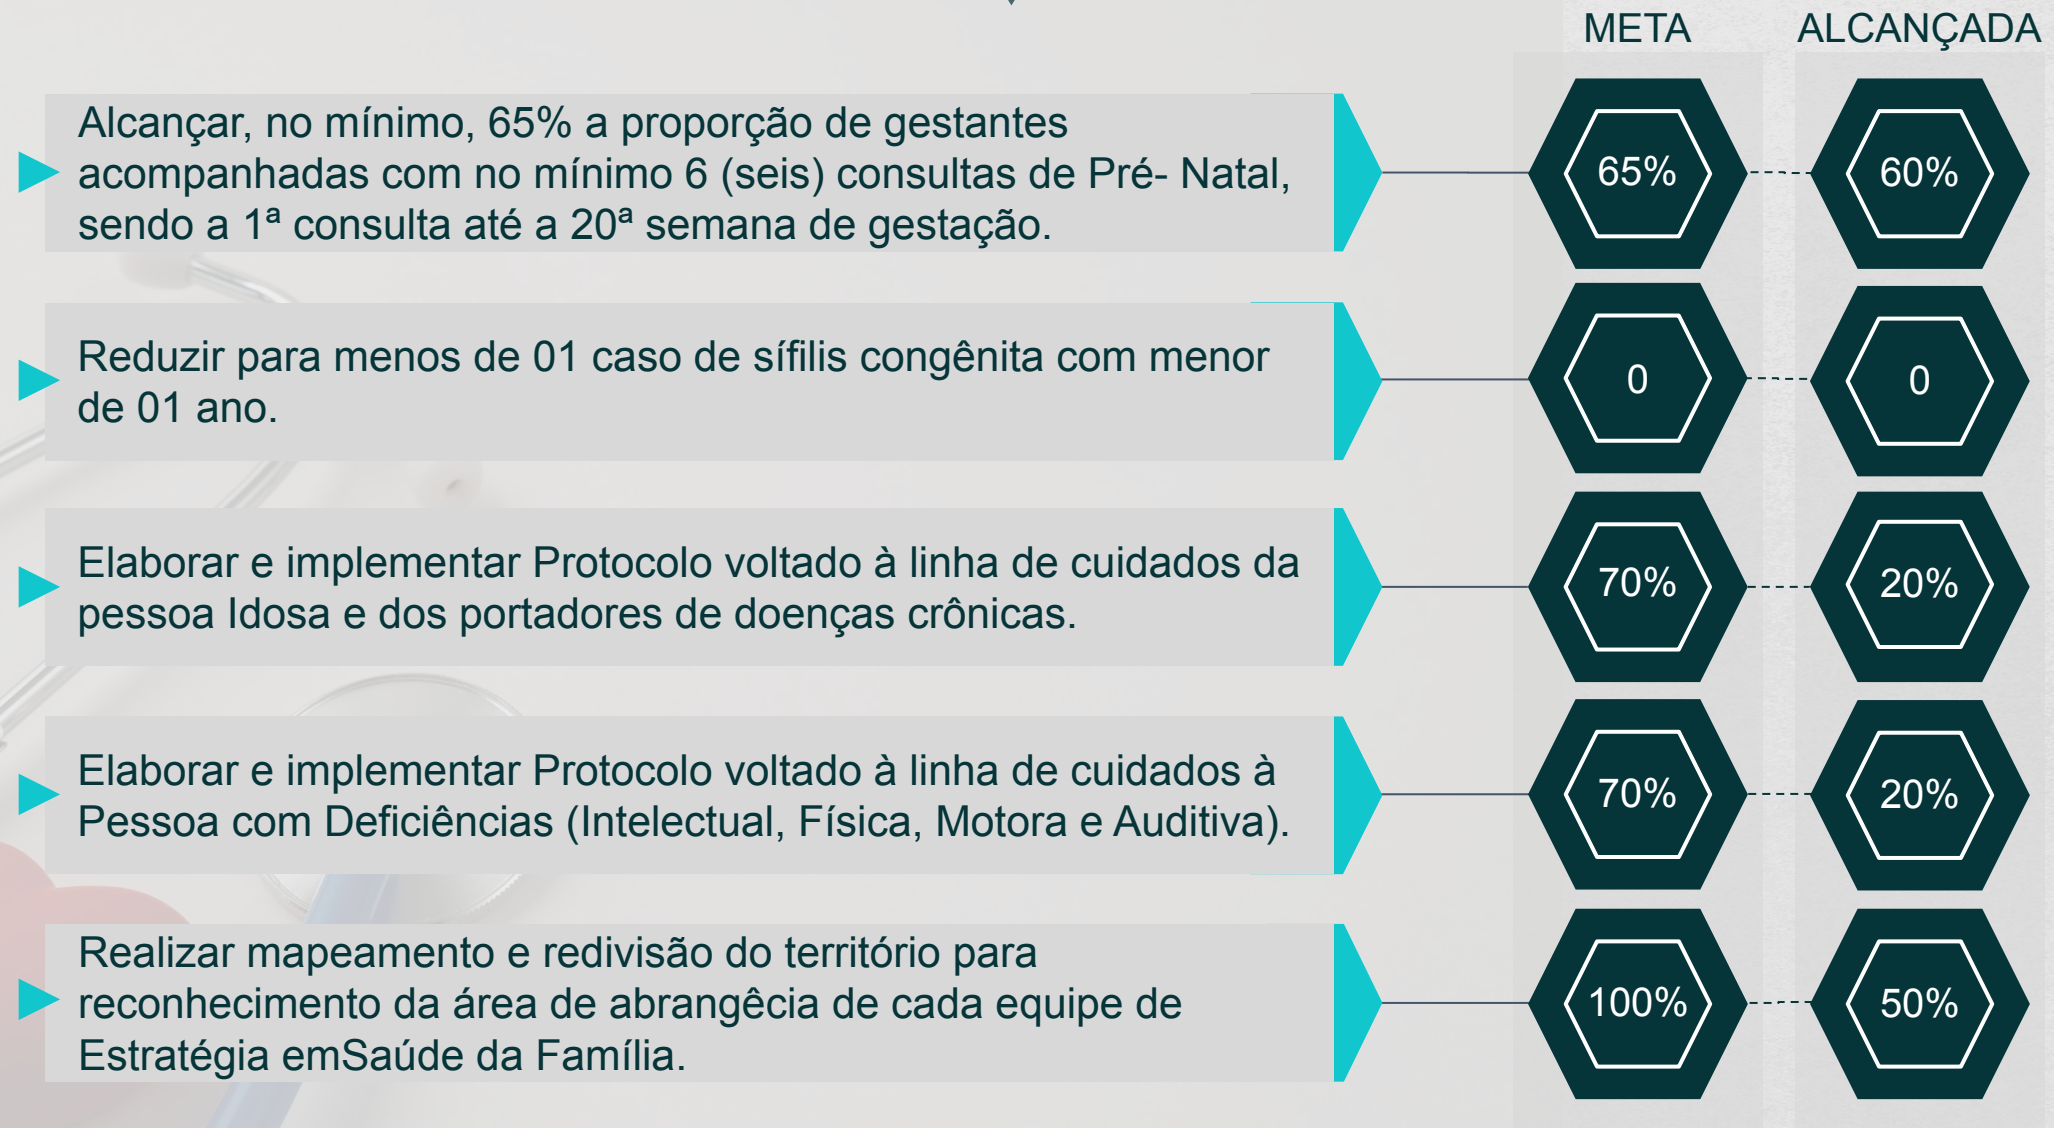 META
ALCANÇADA
Alcançar, no mínimo, 65% a proporção de gestantes
acompanhadas com no mínimo 6 (seis) consultas de Pré- Natal,
sendo a 1ª consulta até a 20ª semana de gestação.
65%
60%
Reduzir para menos de 01 caso de sífilis congênita com menor
de 01 ano.
0
0
Elaborar e implementar Protocolo voltado à linha de cuidados da
pessoa Idosa e dos portadores de doenças crônicas.
70%
20%
Elaborar e implementar Protocolo voltado à linha de cuidados à
Pessoa com Deficiências (Intelectual, Física, Motora e Auditiva).
70%
20%
Realizar mapeamento e redivisão do território para
reconhecimento da área de abrangêcia de cada equipe de
Estratégia emSaúde da Família.
100%
50%